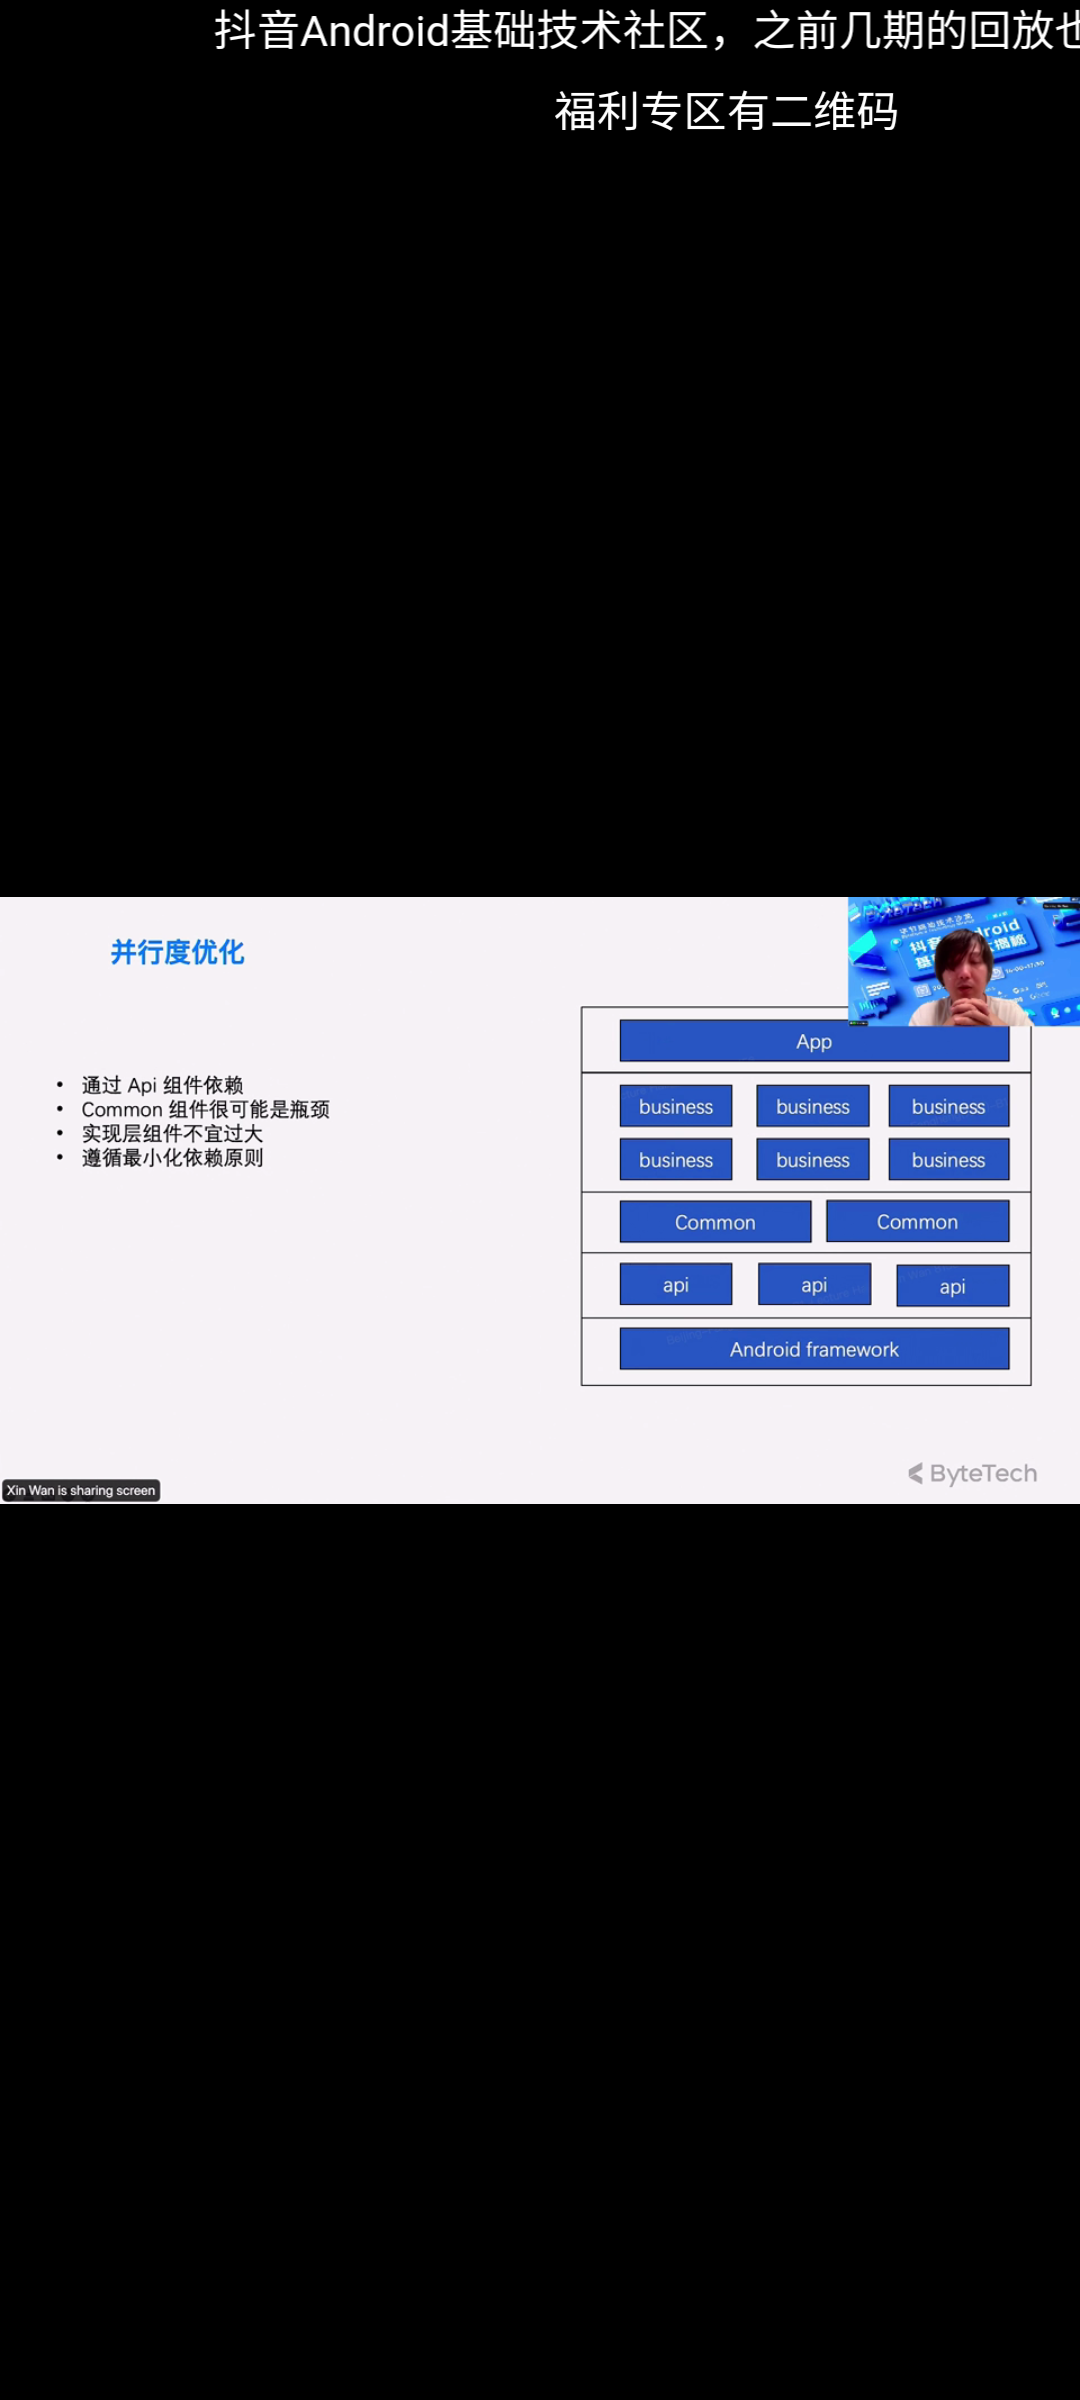 抖音Android基础技术社区，之前几期的回放也
福利专区有二维码
并行度优化
• 通过 Api 组件依赖
• Common 组件很可能是瓶颈
• 实现层组件不宜过大
• 遵循最小化依赖原则
App
business business business
business business business
Common Common
api api api
Android framework
ByteTech
Xin Wan is sharing screen